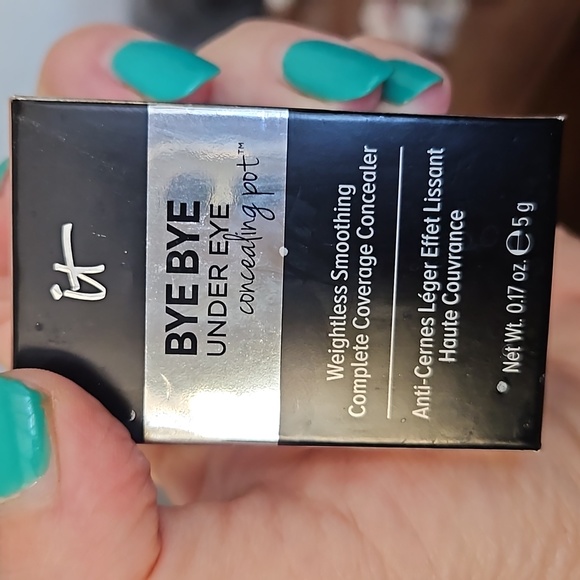 it
BYE BYE
UNDER EYE
concealing pot™
Weightless Smoothing
Complete Coverage Concealer
Anti-Cernes Léger Effet Lissant
Haute Couvrance
Net Wt. 0.17 oz. ℮ 5 g